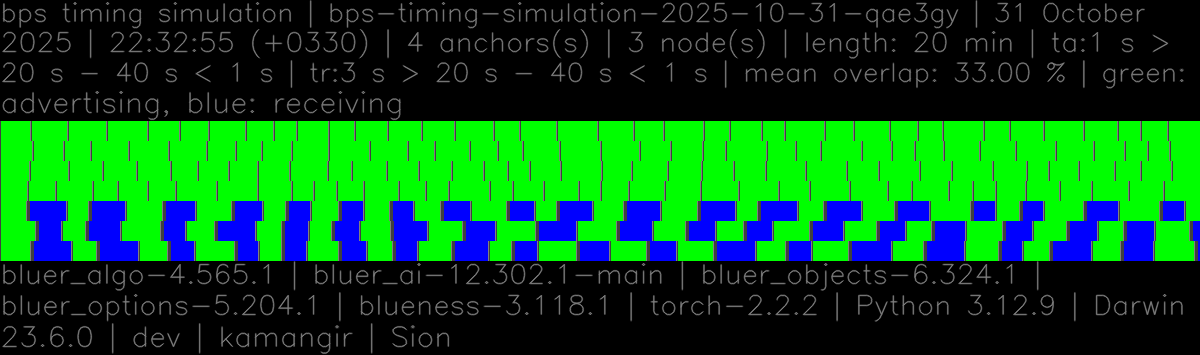 bps timing simulation | bps-timing-simulation-2025-10-31-qae3gy | 31 October
2025 | 22:32:55 (+0330) | 4 anchors(s) | 3 node(s) | length: 20 min | ta:1 s >
20 s - 40 s < 1 s | tr:3 s > 20 s - 40 s < 1 s | mean overlap: 33.00 % | green:
advertising, blue: receiving
bluer_algo-4.565.1 | bluer_ai-12.302.1-main | bluer_objects-6.324.1 |
bluer_options-5.204.1 | blueness-3.118.1 | torch-2.2.2 | Python 3.12.9 | Darwin
23.6.0 | dev | kamangir | Sion